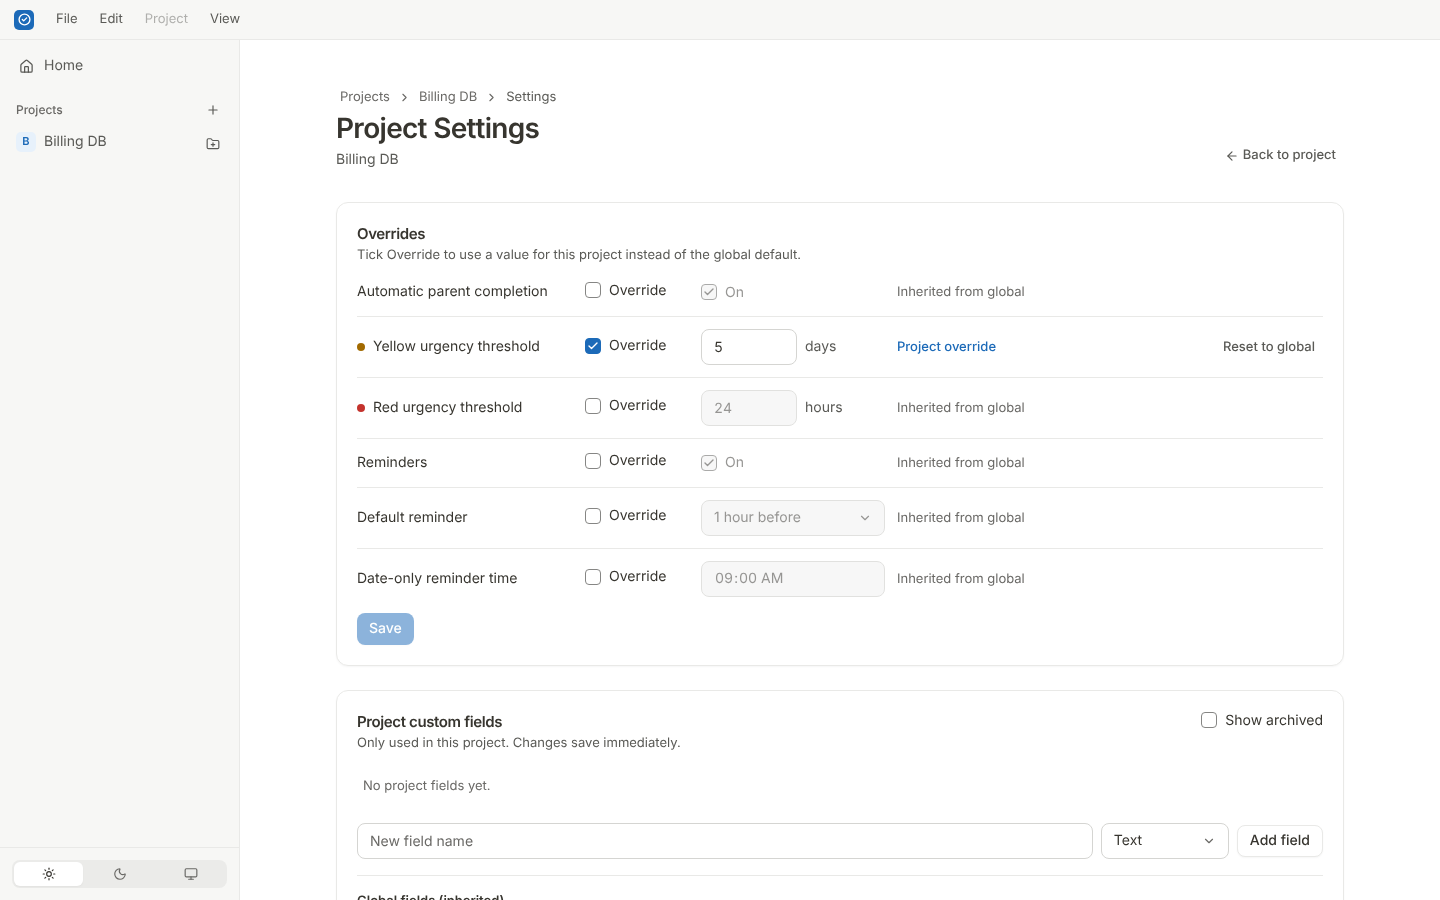 File Edit Project View
Home
Projects
B Billing DB
Projects > Billing DB > Settings
Project Settings
Billing DB
Back to project
Overrides
Tick Override to use a value for this project instead of the global default.
Automatic parent completion Override On Inherited from global
Yellow urgency threshold Override 5 days Project override Reset to global
Red urgency threshold Override 24 hours Inherited from global
Reminders Override On Inherited from global
Default reminder Override 1 hour before Inherited from global
Date-only reminder time Override 09:00 AM Inherited from global
Save
Project custom fields Show archived
Only used in this project. Changes save immediately.
No project fields yet.
New field name Text Add field
Global fields (inherited)